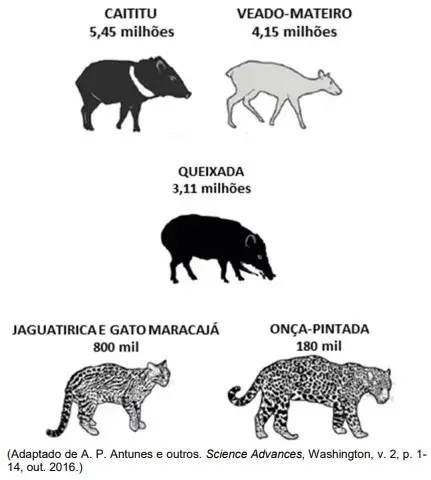 CAITITU
5,45 milhões
VEADO-MATEIRO
4,15 milhões
QUEIXADA
3,11 milhões
JAGUATIRICA E GATO MARACAJÁ
800 mil
ONÇA-PINTADA
180 mil
(Adaptado de A. P. Antunes e outros. Science Advances, Washington, v. 2, p. 1-
14, out. 2016.)